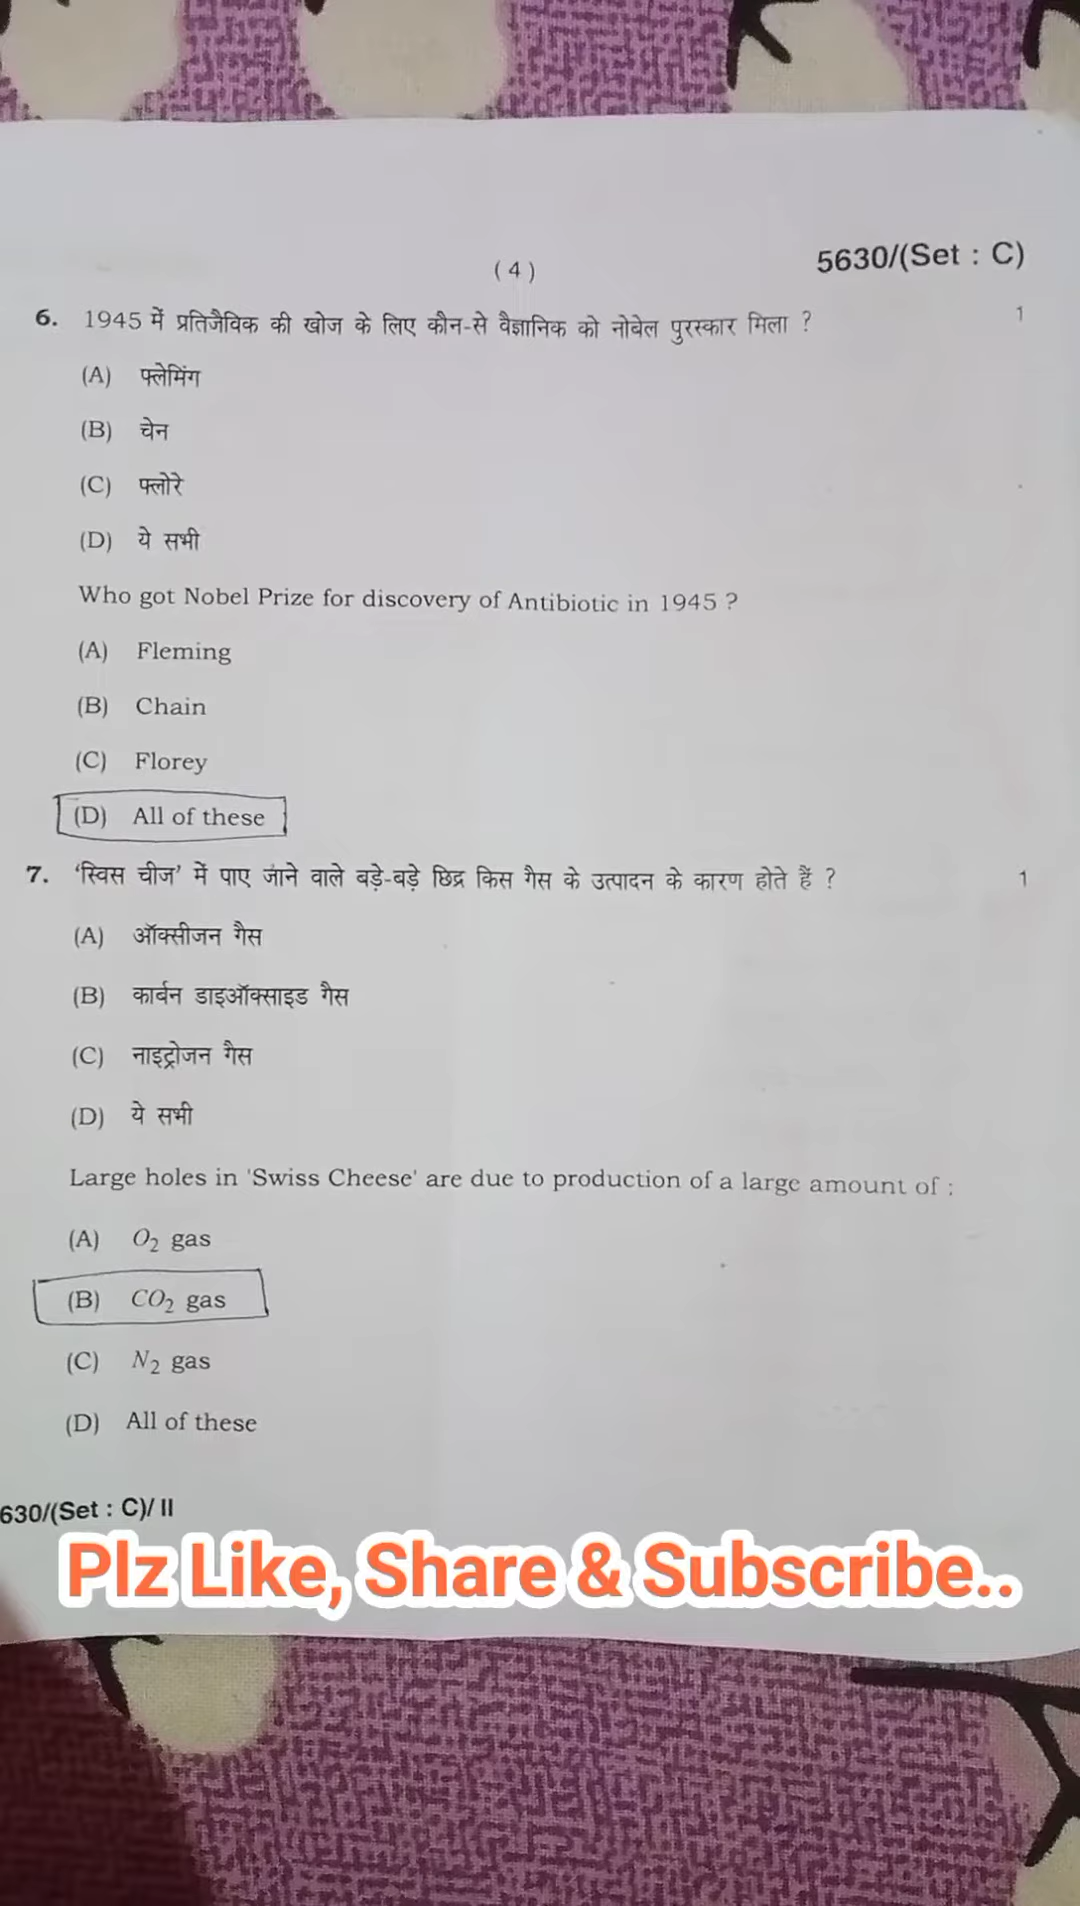 5630/(Set : C)
( 4 )
6. 1945 में प्रतिजैविक की खोज के लिए कौन-से वैज्ञानिक को नोबेल पुरस्कार मिला ? 1
(A) फ्लेमिंग
(B) चेन
(C) फ्लोरे
(D) ये सभी
Who got Nobel Prize for discovery of Antibiotic in 1945 ?
(A) Fleming
(B) Chain
(C) Florey
(D) All of these
7. 'स्विस चीज' में पाए जाने वाले बड़े-बड़े छिद्र किस गैस के उत्पादन के कारण होते हैं ? 1
(A) ऑक्सीजन गैस
(B) कार्बन डाइऑक्साइड गैस
(C) नाइट्रोजन गैस
(D) ये सभी
Large holes in 'Swiss Cheese' are due to production of a large amount of :
(A) O₂ gas
(B) CO₂ gas
(C) N₂ gas
(D) All of these
630/(Set : C)/ II
Plz Like, Share & Subscribe..